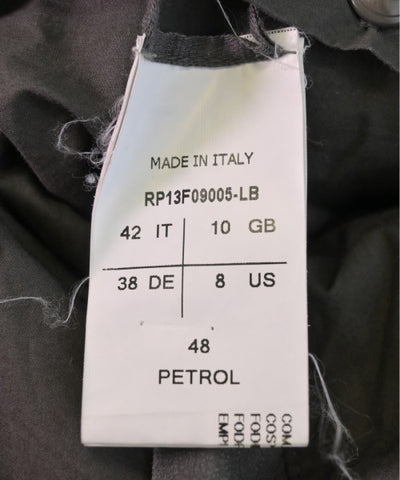 MADE IN ITALY
RP13F09005-LB
42 IT 10 GB
38 DE 8 US
48
PETROL
COM
COS
FOD
FOD
EMP